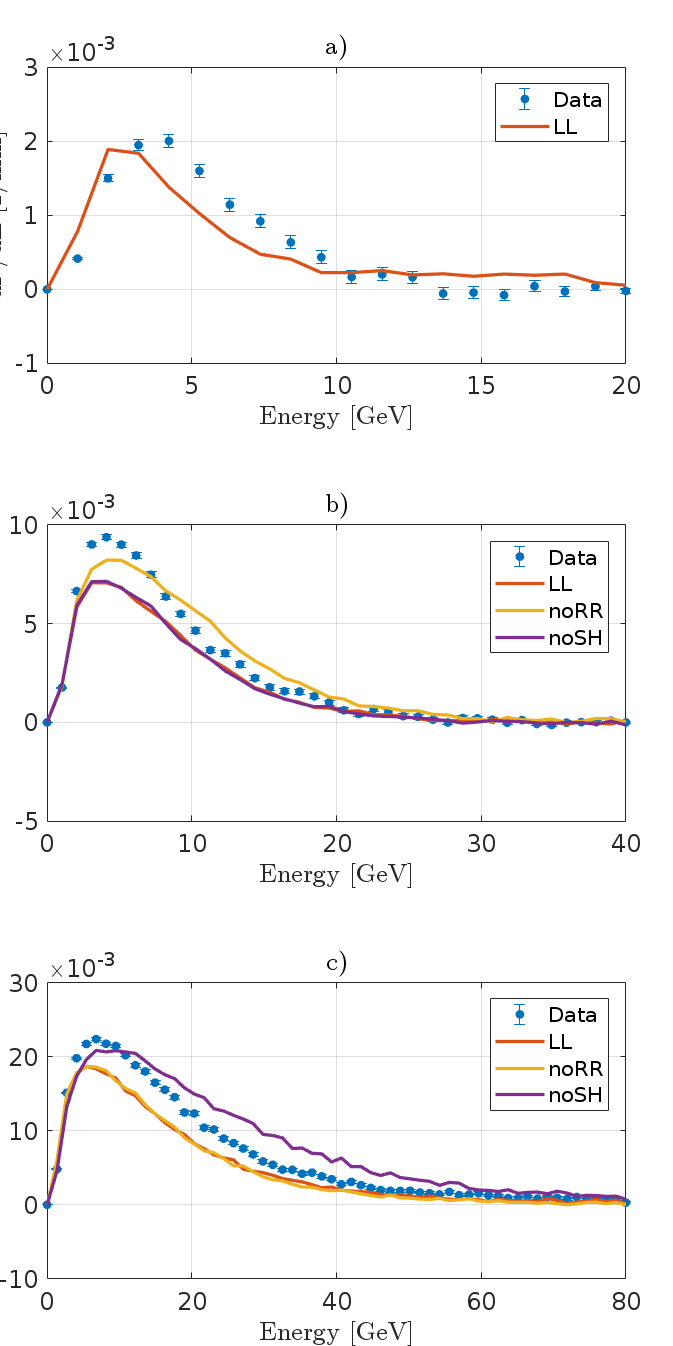 a)
×10-3
3
2
1
0
-1
0 5 10 15 20
Energy [GeV]
Data
LL
b)
×10-3
10
5
0
-5
0 10 20 30 40
Energy [GeV]
Data
LL
noRR
noSH
c)
×10-3
30
20
10
0
-10
0 20 40 60 80
Energy [GeV]
Data
LL
noRR
noSH